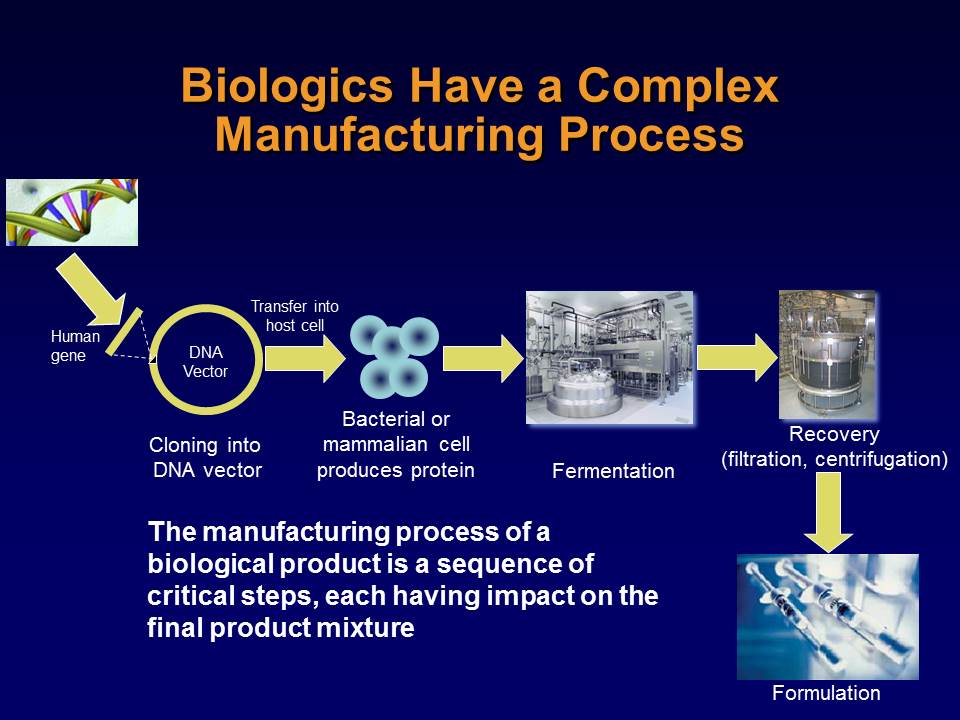 Biologics Have a Complex
Manufacturing Process
Human
gene
DNA
Vector
Transfer into
host cell
Cloning into
DNA vector
Bacterial or
mammalian cell
produces protein
Fermentation
Recovery
(filtration, centrifugation)
The manufacturing process of a
biological product is a sequence of
critical steps, each having impact on the
final product mixture
Formulation